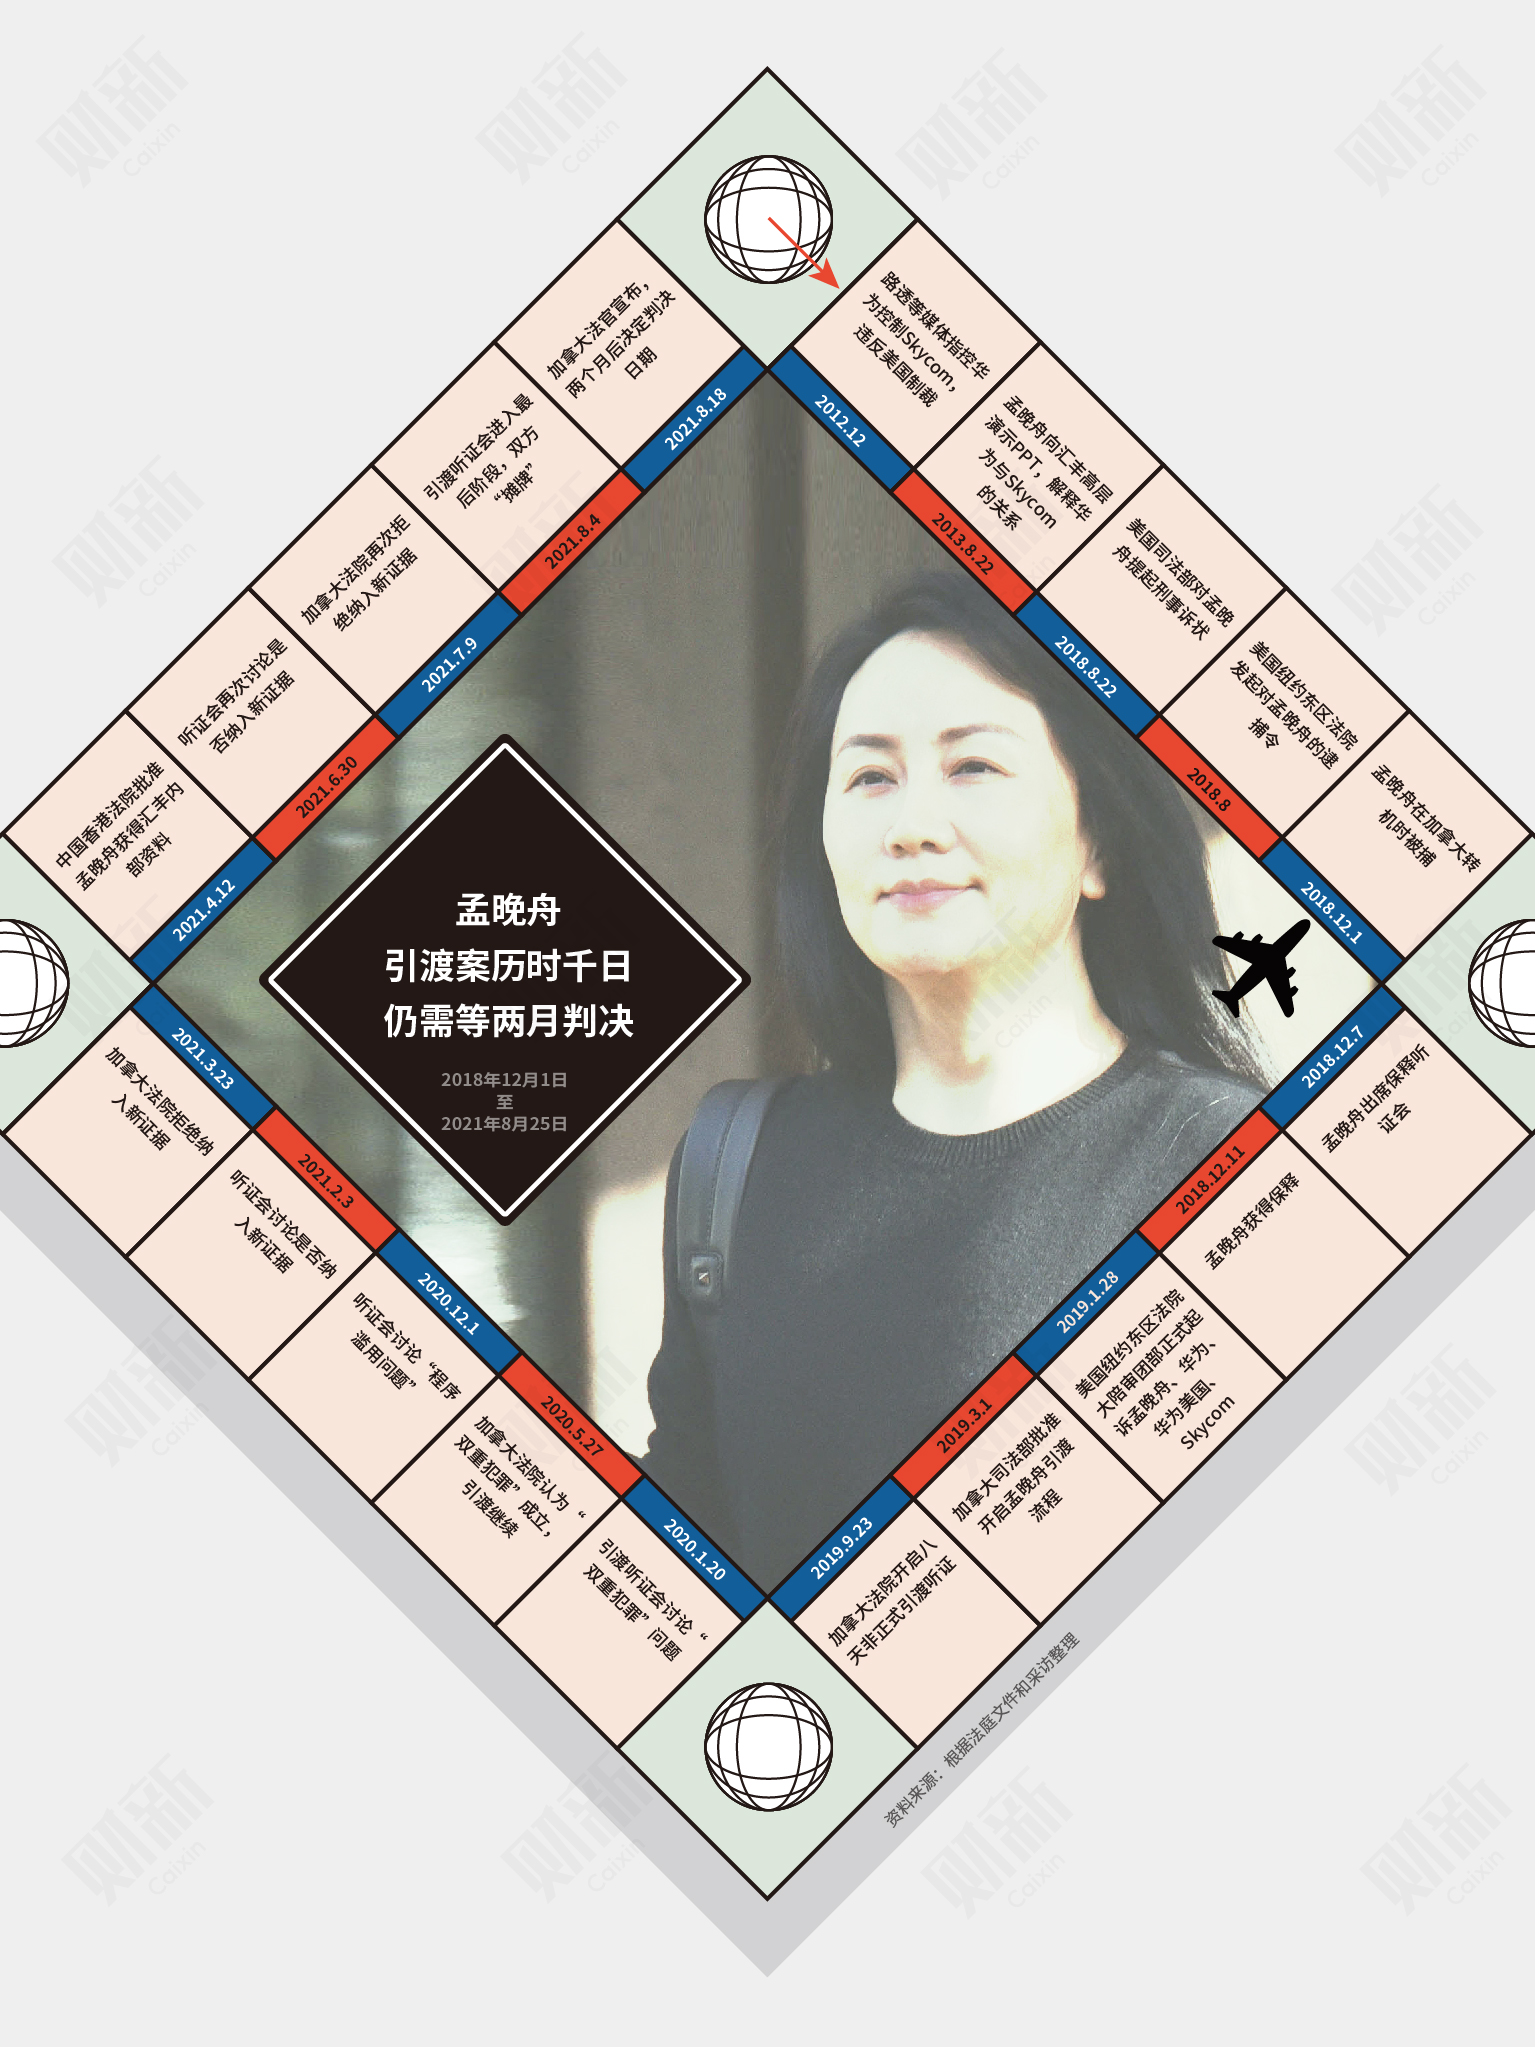 孟晚舟
引渡案历时千日
仍需等两月判决
2018年12月1日
至
2021年8月25日
2012.12
路透等媒体指控华
为控制Skycom，
违反美国制裁
2013.8.22
孟晚舟向汇丰高层
演示PPT，解释华
为与Skycom
的关系
2018.8.22
美国司法部对孟晚
舟提起刑事诉状
2018.8
美国纽约东区法院
发起对孟晚舟的逮
捕令
2018.12.1
孟晚舟在加拿大转
机时被捕
2018.12.7
孟晚舟出席保释听
证会
2018.12.11
孟晚舟获得保释
2019.1.28
美国纽约东区法院
大陪审团部正式起
诉孟晚舟、华为、
华为美国、
Skycom
2019.3.1
加拿大司法部批准
开启孟晚舟引渡
流程
2019.9.23
加拿大法院开启八
天非正式引渡听证
2020.1.20
引渡听证会讨论“
双重犯罪”问题
2020.5.27
加拿大法院认为“
双重犯罪”成立，
引渡继续
2020.12.1
听证会讨论“程序
滥用问题”
2021.2.3
听证会讨论是否纳
入新证据
2021.3.23
加拿大法院拒绝纳
入新证据
2021.4.12
中国香港法院批准
孟晚舟获得汇丰内
部资料
2021.6.30
听证会再次讨论是
否纳入新证据
2021.7.9
加拿大法院再次拒
绝纳入新证据
2021.8.4
引渡听证会进入最
后阶段，双方
“摊牌”
2021.8.18
加拿大法官宣布，
两个月后决定判决
日期
资料来源：根据法庭文件和采访整理
财新
Caixin